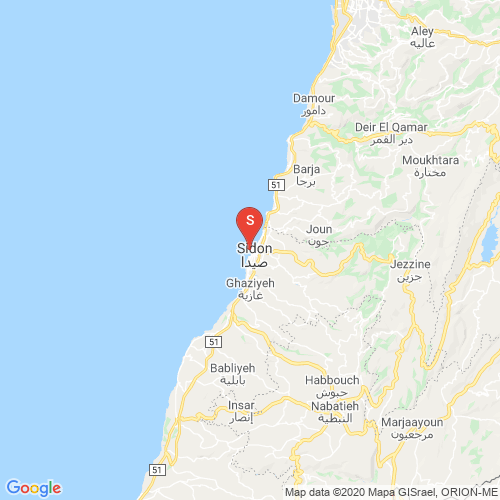 Aley
عاليه
Damour
دامور
Deir El Qamar
دير القمر
Moukhtara
مختارة
Barja
برجا
51
S
Joun
جون
Sidon
صيدا
Jezzine
جزين
Ghaziyeh
غازية
51
Babliyeh
بابلية
Habbouch
حبوش
Insar
إنصار
Nabatieh
النبطية
Marjaayoun
مرجعيون
51
Google
Map data ©2020 Mapa GISrael, ORION-ME